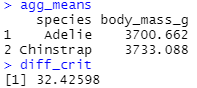 > agg_means
    species body_mass_g
1    Adelie    3700.662
2 Chinstrap    3733.088
> diff_crit
[1] 32.42598